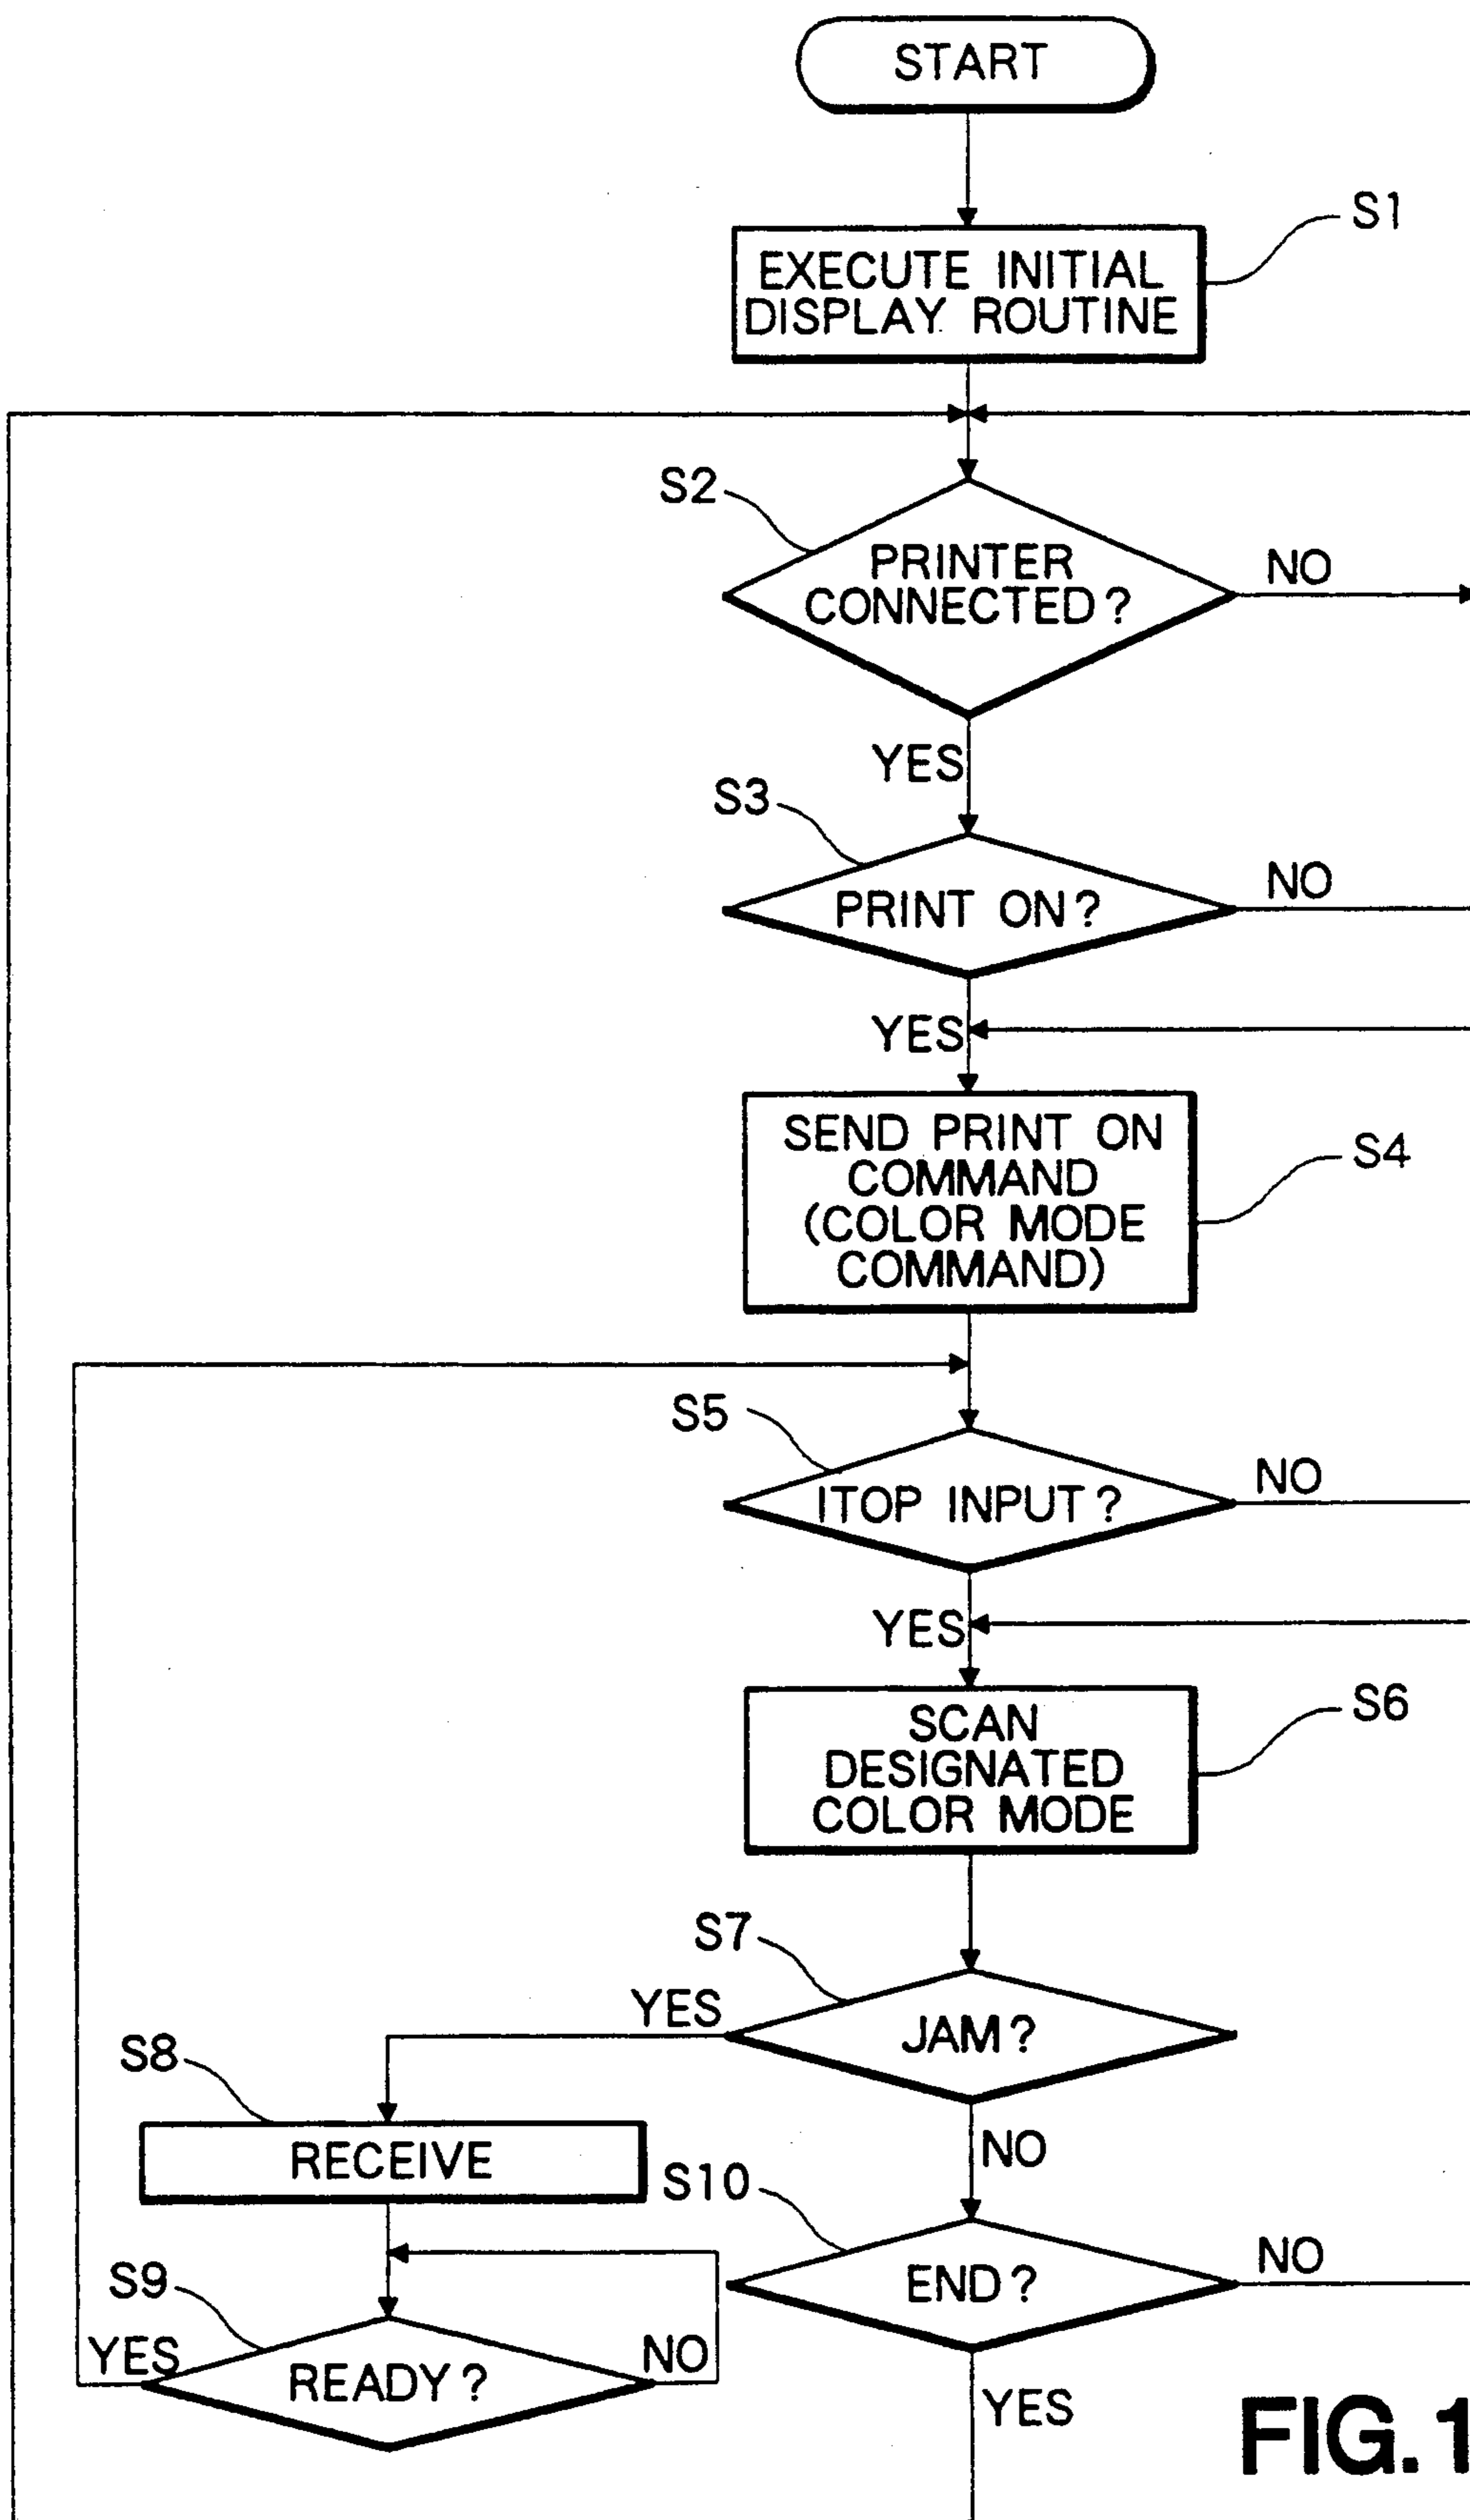 START
S1
EXECUTE INITIAL
DISPLAY ROUTINE
S2
PRINTER
CONNECTED?
NO
YES
S3
PRINT ON?
NO
YES
SEND PRINT ON
COMMAND
(COLOR MODE
COMMAND)
S4
S5
ITOP INPUT?
NO
YES
SCAN
DESIGNATED
COLOR MODE
S6
S7
YES
JAM?
S8
NO
RECEIVE
S10
END?
NO
S9
YES
READY?
NO
YES
FIG.1